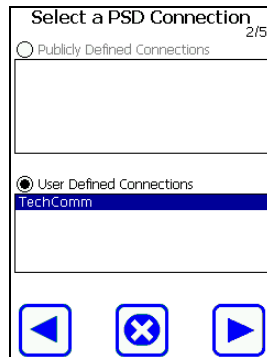 Select a PSD Connection
2/5
Publicly Defined Connections
User Defined Connections
TechComm